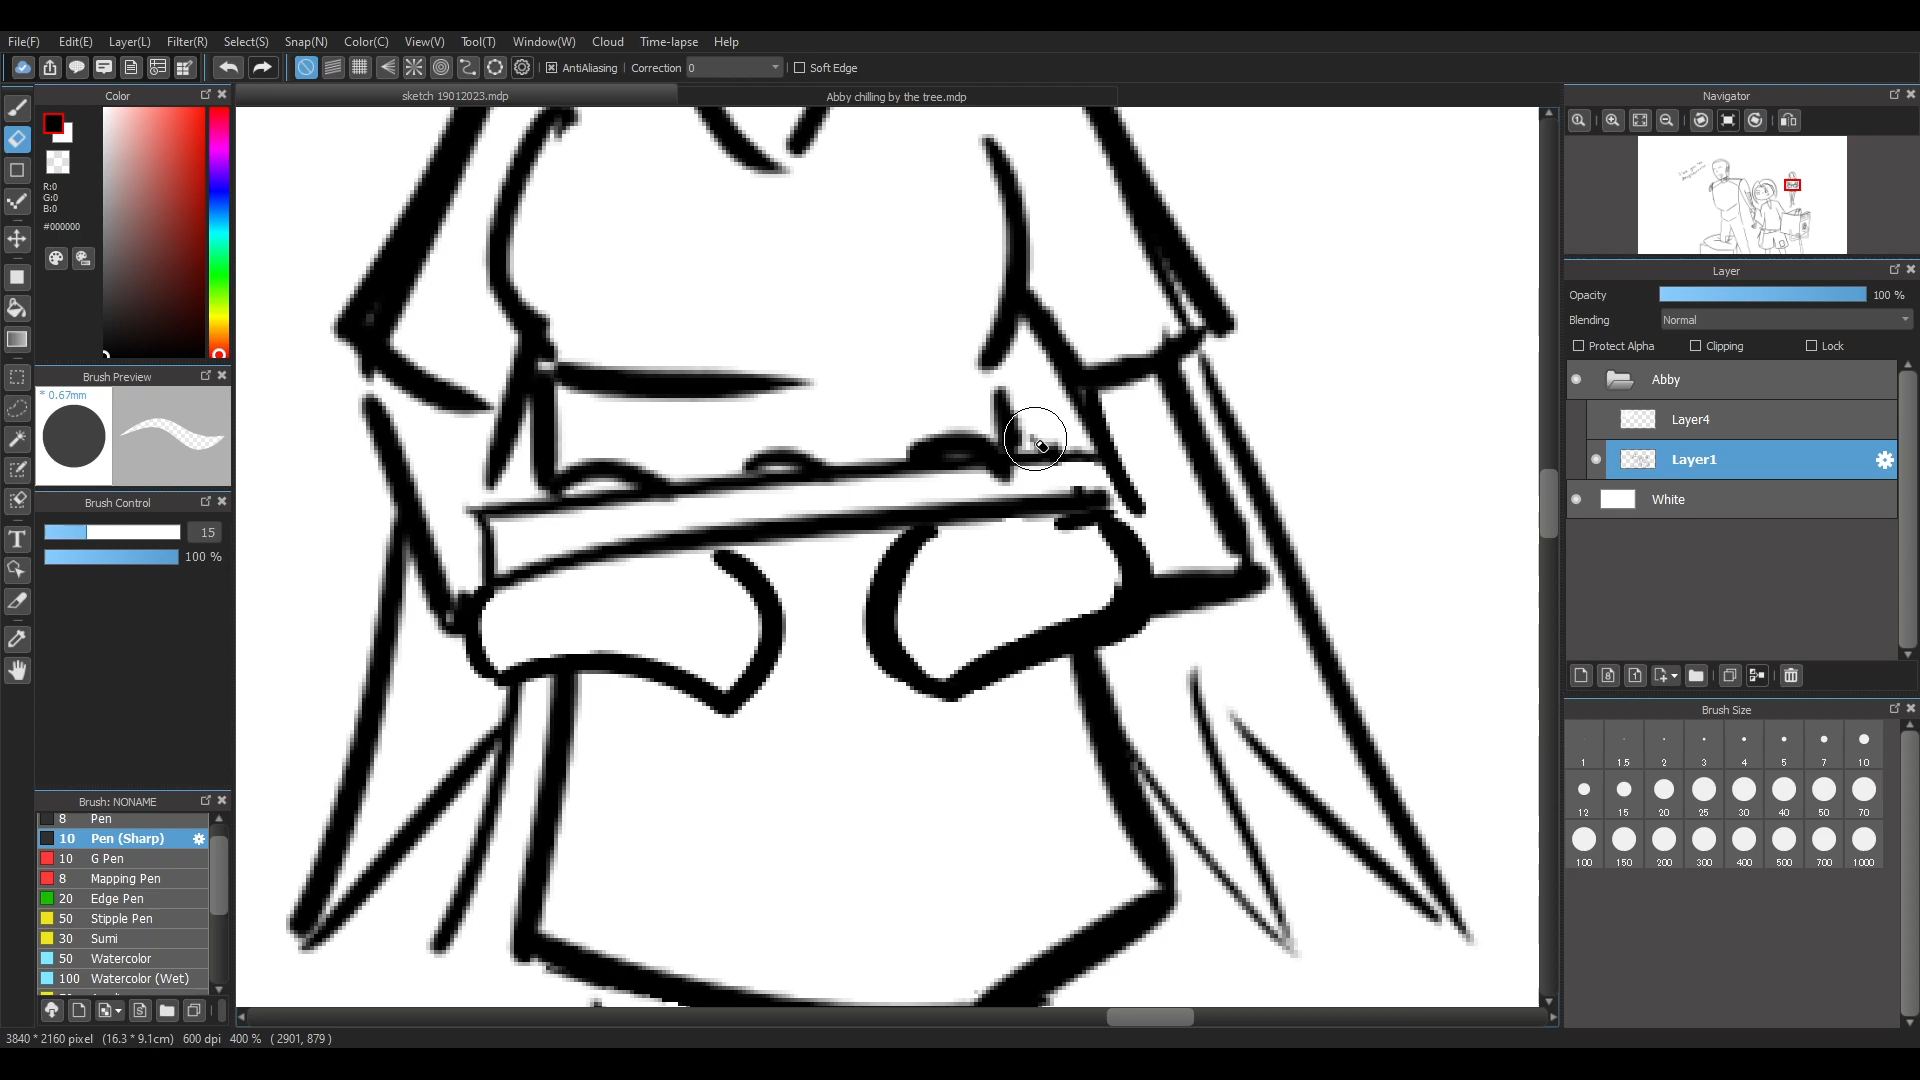 File(F) Edit(E) Layer(L) Filter(R) Select(S) Snap(N) Color(C) View(V) Tool(T) Window(W) Cloud Time-lapse Help
AntiAliasing Correction 0 Soft Edge
Color
sketch 19012023.mdp
Abby chilling by the tree.mdp
Navigator
R:0
G:0
B:0
#000000
Layer
Opacity 100 %
Blending Normal
Protect Alpha Clipping Lock
Brush Preview
* 0.67mm
Abby
Layer4
Layer1
White
Brush Control
15
100 %
Brush Size
1 1.5 2 3 4 5 7 10
12 15 20 25 30 40 50 70
100 150 200 300 400 500 700 1000
Brush: NONAME
8 Pen
10 Pen (Sharp)
10 G Pen
8 Mapping Pen
20 Edge Pen
50 Stipple Pen
30 Sumi
50 Watercolor
100 Watercolor (Wet)
3840 * 2160 pixel (16.3 * 9.1cm) 600 dpi 400 % ( 2901, 879 )